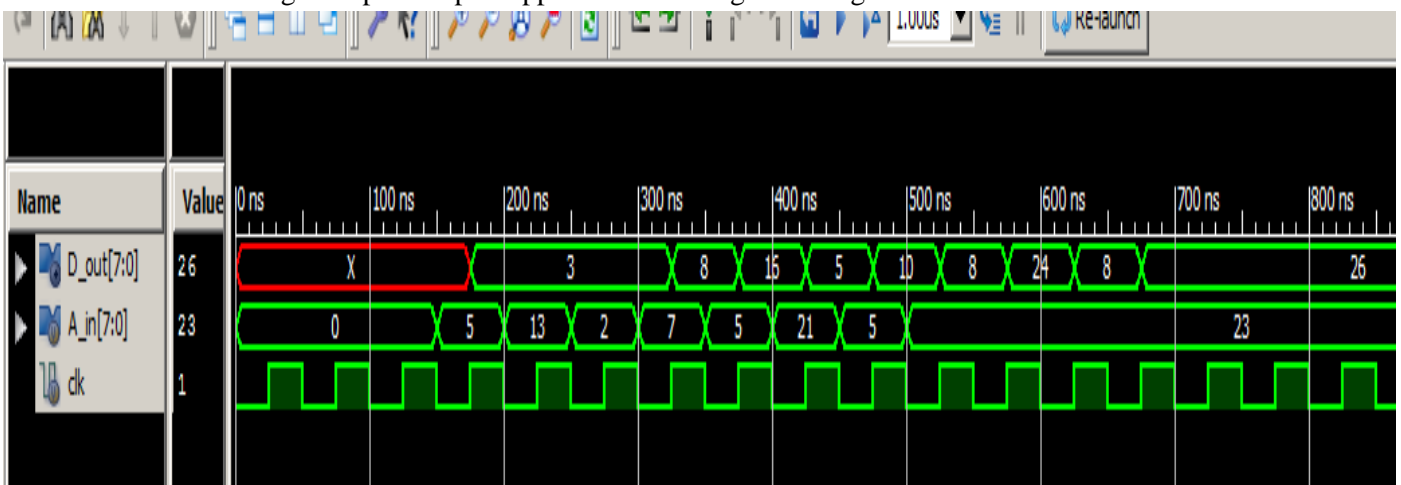 1.00us Re-launch
Name Value 0 ns 100 ns 200 ns 300 ns 400 ns 500 ns 600 ns 700 ns 800 ns
D_out[7:0] 26 X 3 8 16 5 10 8 24 8 26
A_in[7:0] 23 0 5 13 2 7 5 21 5 23
clk 1